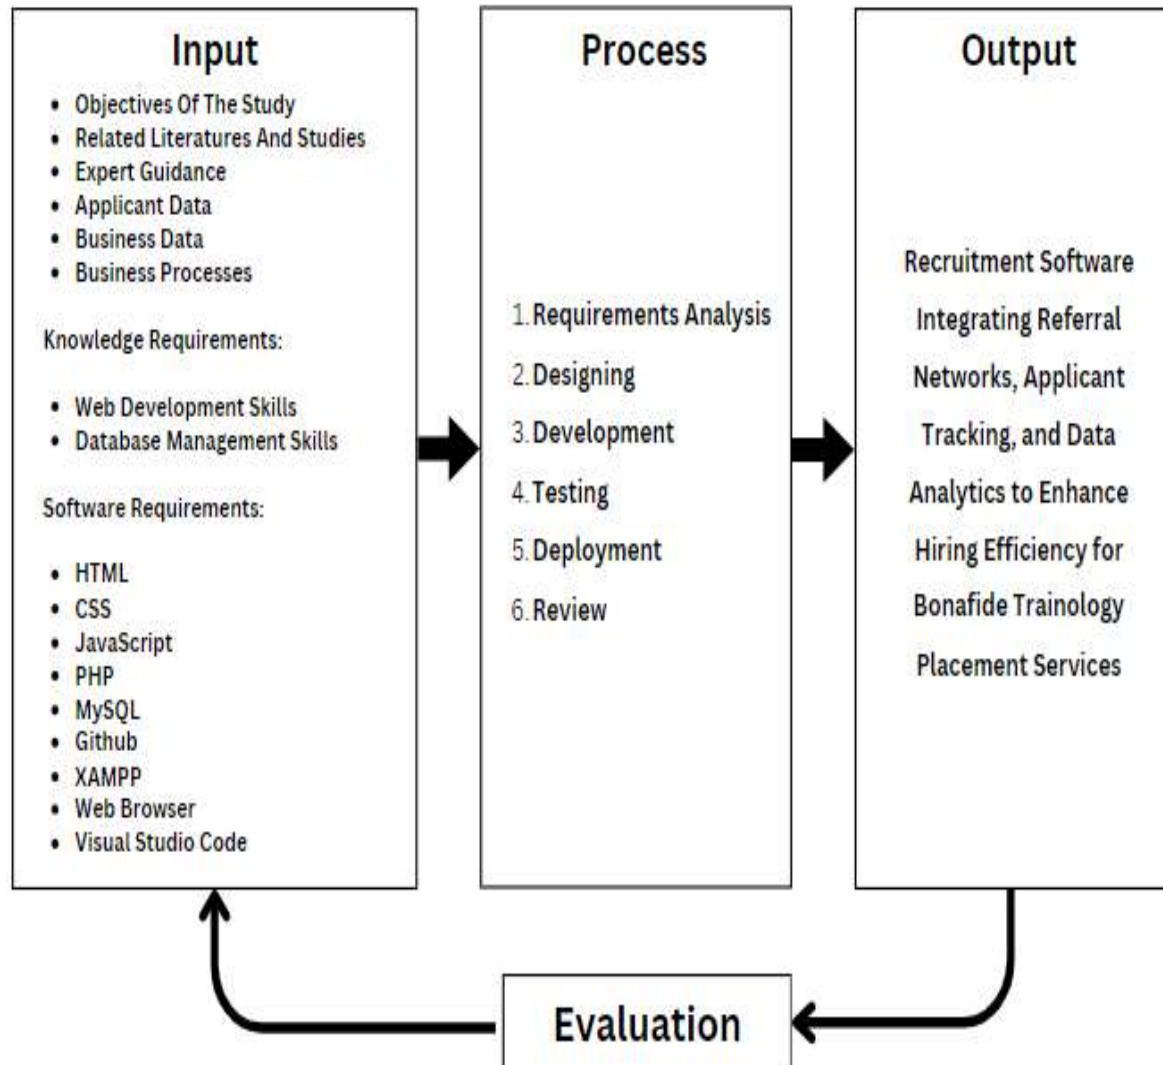 Input
• Objectives Of The Study
• Related Literatures And Studies
• Expert Guidance
• Applicant Data
• Business Data
• Business Processes
Knowledge Requirements:
• Web Development Skills
• Database Management Skills
Software Requirements:
• HTML
• CSS
• JavaScript
• PHP
• MySQL
• Github
• XAMPP
• Web Browser
• Visual Studio Code
Process
1. Requirements Analysis
2. Designing
3. Development
4. Testing
5. Deployment
6. Review
Output
Recruitment Software
Integrating Referral
Networks, Applicant
Tracking, and Data
Analytics to Enhance
Hiring Efficiency for
Bonafide Trainology
Placement Services
Evaluation